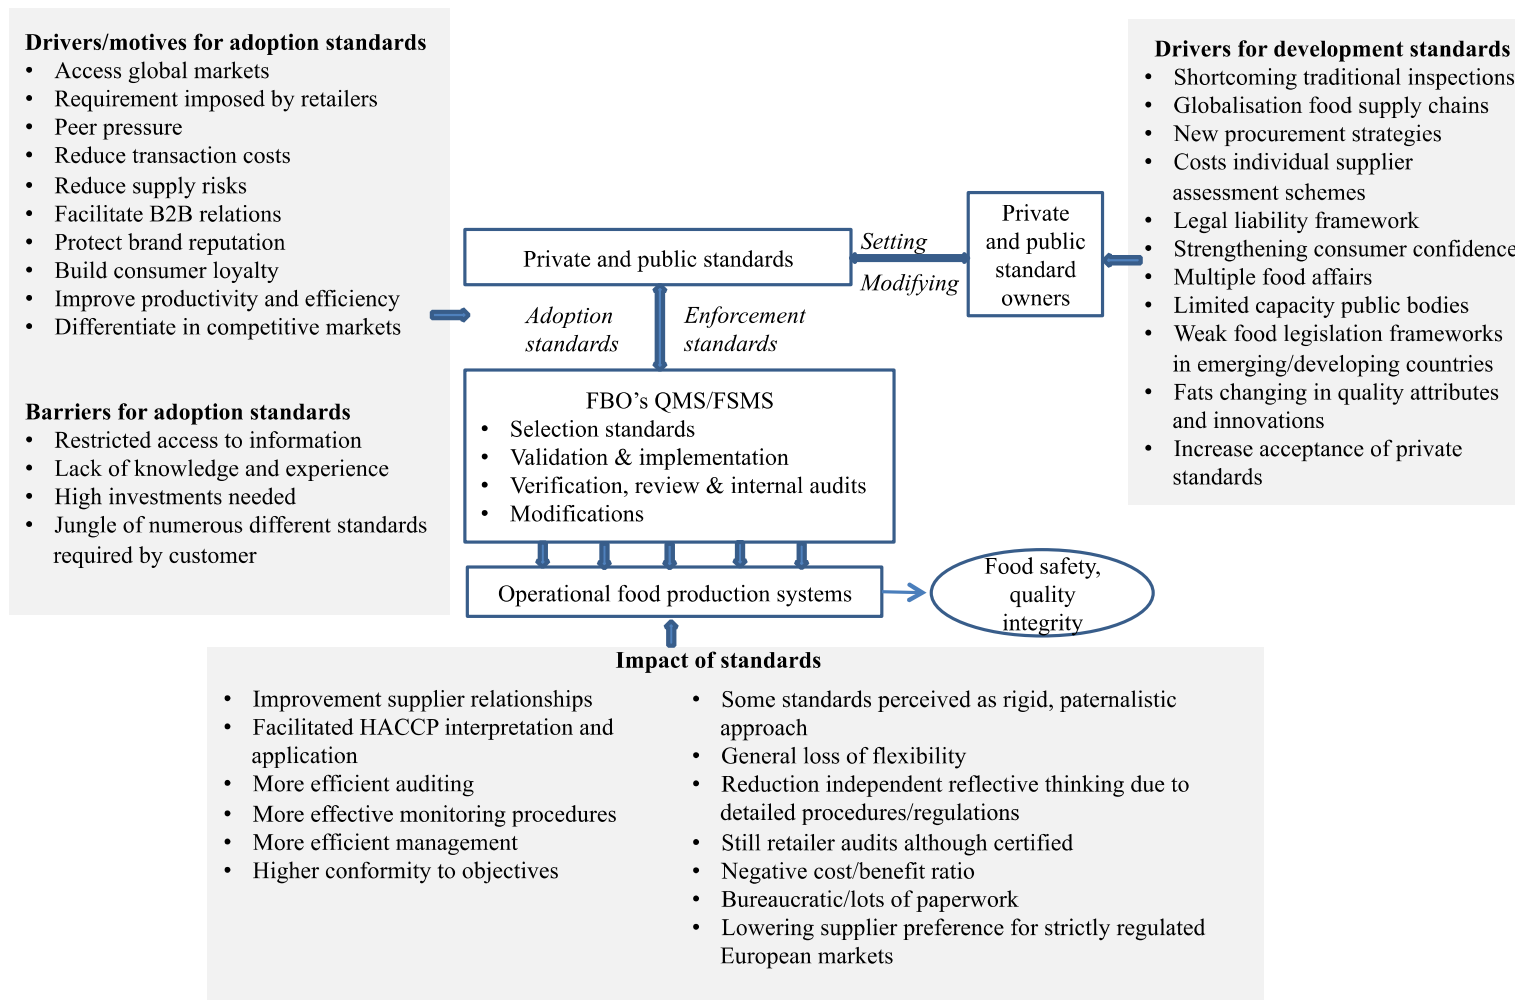 Drivers/motives for adoption standards
• Access global markets
• Requirement imposed by retailers
• Peer pressure
• Reduce transaction costs
• Reduce supply risks
• Facilitate B2B relations
• Protect brand reputation
• Build consumer loyalty
• Improve productivity and efficiency
• Differentiate in competitive markets
Barriers for adoption standards
• Restricted access to information
• Lack of knowledge and experience
• High investments needed
• Jungle of numerous different standards
required by customer
Private and public standards
Setting
Modifying
Private
and public
standard
owners
Adoption
standards
Enforcement
standards
FBO’s QMS/FSMS
• Selection standards
• Validation & implementation
• Verification, review & internal audits
• Modifications
Operational food production systems
Food safety,
quality
integrity
Drivers for development standards
• Shortcoming traditional inspections
• Globalisation food supply chains
• New procurement strategies
• Costs individual supplier
assessment schemes
• Legal liability framework
• Strengthening consumer confidence
• Multiple food affairs
• Limited capacity public bodies
• Weak food legislation frameworks
in emerging/developing countries
• Fats changing in quality attributes
and innovations
• Increase acceptance of private
standards
Impact of standards
• Improvement supplier relationships
• Facilitated HACCP interpretation and
application
• More efficient auditing
• More effective monitoring procedures
• More efficient management
• Higher conformity to objectives
• Some standards perceived as rigid, paternalistic
approach
• General loss of flexibility
• Reduction independent reflective thinking due to
detailed procedures/regulations
• Still retailer audits although certified
• Negative cost/benefit ratio
• Bureaucratic/lots of paperwork
• Lowering supplier preference for strictly regulated
European markets